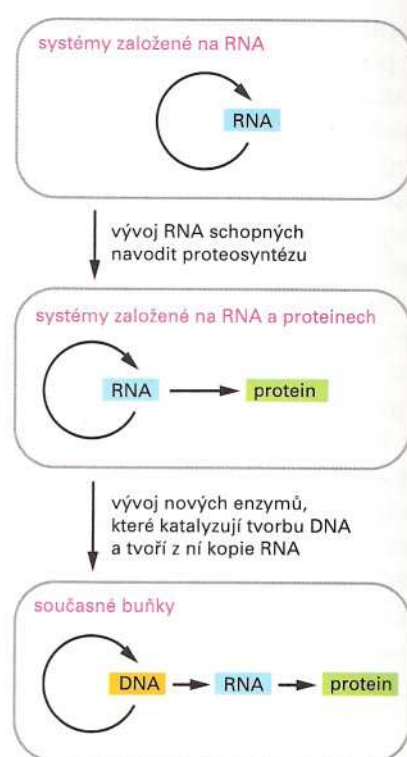 systémy založené na RNA
RNA
vývoj RNA schopných
navodit proteosyntézu
systémy založené na RNA a proteinech
RNA
protein
vývoj nových enzymů,
které katalyzují tvorbu DNA
a tvoří z ní kopie RNA
současné buňky
DNA
RNA
protein